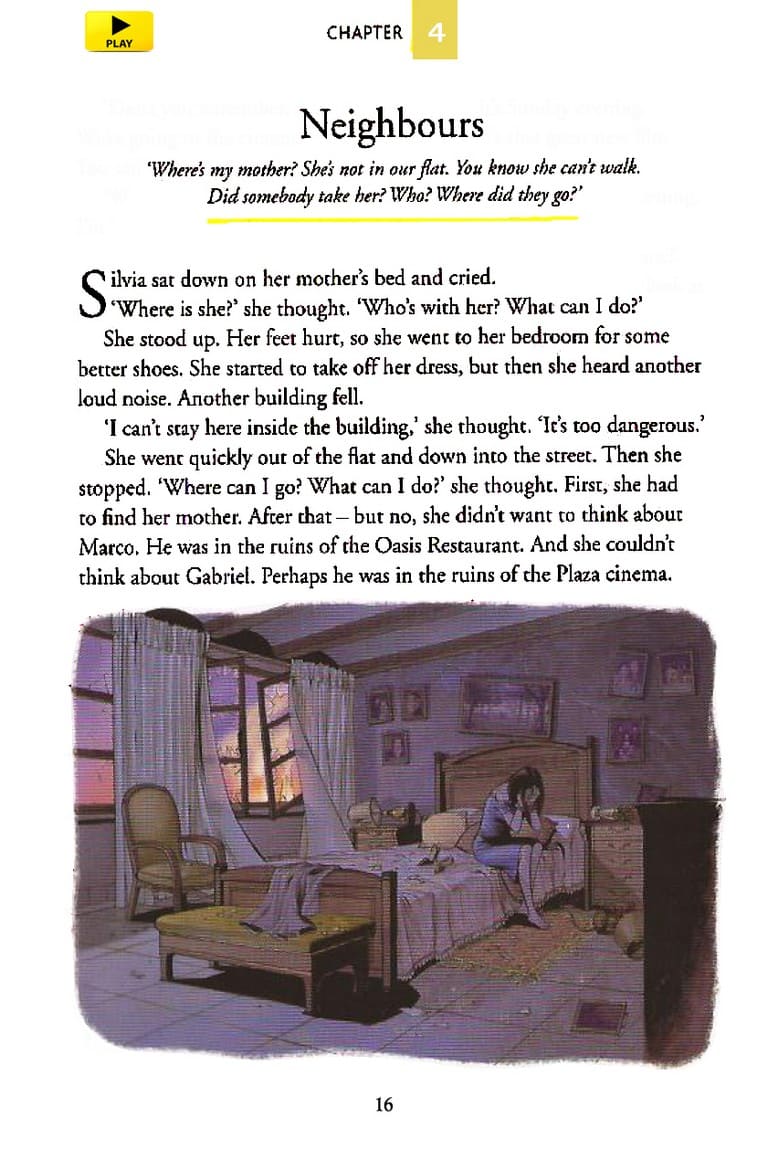 PLAY
CHAPTER 4
Neighbours
‘Where’s my mother? She’s not in our flat. You know she can’t walk.
Did somebody take her? Who? Where did they go?’
Silvia sat down on her mother’s bed and cried.
‘Where is she?’ she thought. ‘Who’s with her? What can I do?’
She stood up. Her feet hurt, so she went to her bedroom for some
better shoes. She started to take off her dress, but then she heard another
loud noise. Another building fell.
‘I can’t stay here inside the building,’ she thought. ‘It’s too dangerous.’
She went quickly out of the flat and down into the street. Then she
stopped. ‘Where can I go? What can I do?’ she thought. First, she had
to find her mother. After that – but no, she didn’t want to think about
Marco. He was in the ruins of the Oasis Restaurant. And she couldn’t
think about Gabriel. Perhaps he was in the ruins of the Plaza cinema.
16